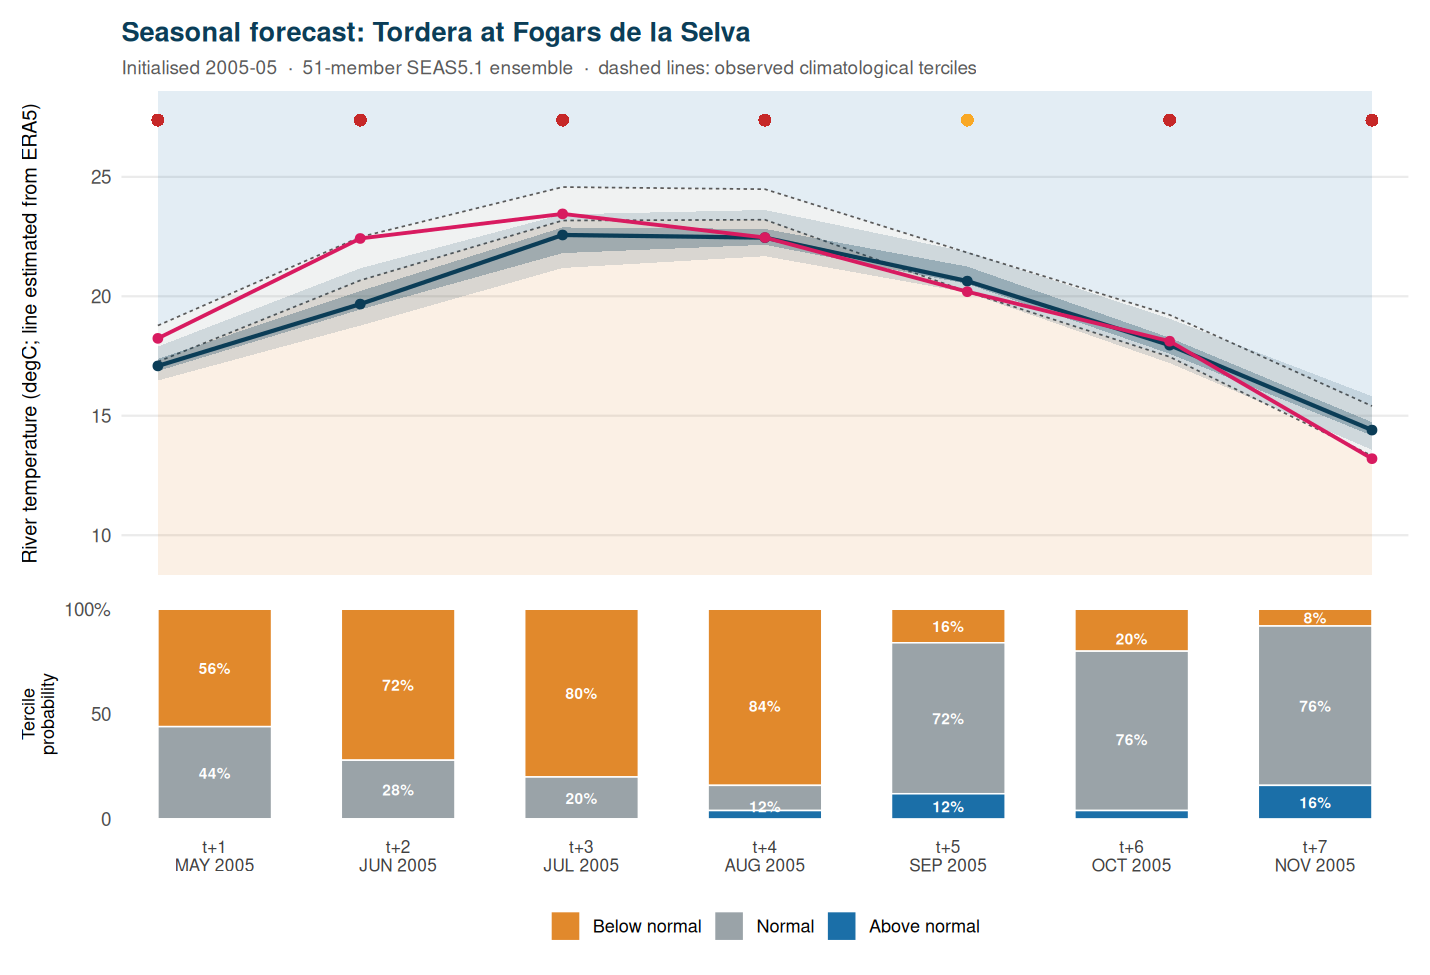 Seasonal forecast: Tordera at Fogars de la Selva
Initialised 2005-05 · 51-member SEAS5.1 ensemble · dashed lines: observed climatological terciles
River temperature (degC; line estimated from ERA5)
25
20
15
10
Tercile
probability
100%
50
0
56%
44%
72%
28%
80%
20%
84%
12%
16%
72%
12%
20%
76%
8%
76%
16%
t+1
MAY 2005
t+2
JUN 2005
t+3
JUL 2005
t+4
AUG 2005
t+5
SEP 2005
t+6
OCT 2005
t+7
NOV 2005
Below normal Normal Above normal